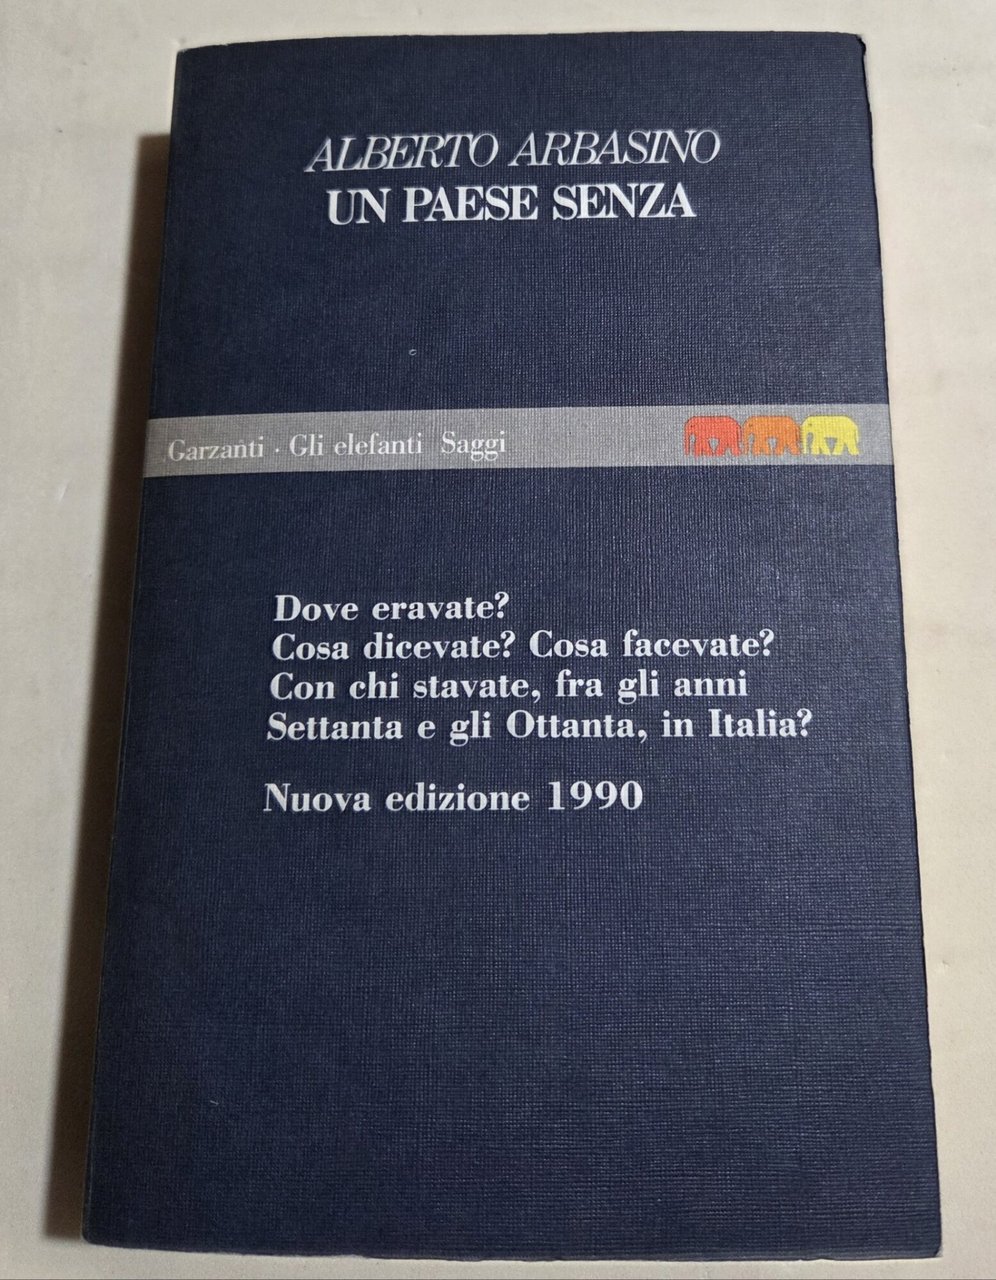 ALBERTO ARBASINO
UN PAESE SENZA
Garzanti · Gli elefanti Saggi
Dove eravate?
Cosa dicevate? Cosa facevate?
Con chi stavate, fra gli anni
Settanta e gli Ottanta, in Italia?
Nuova edizione 1990